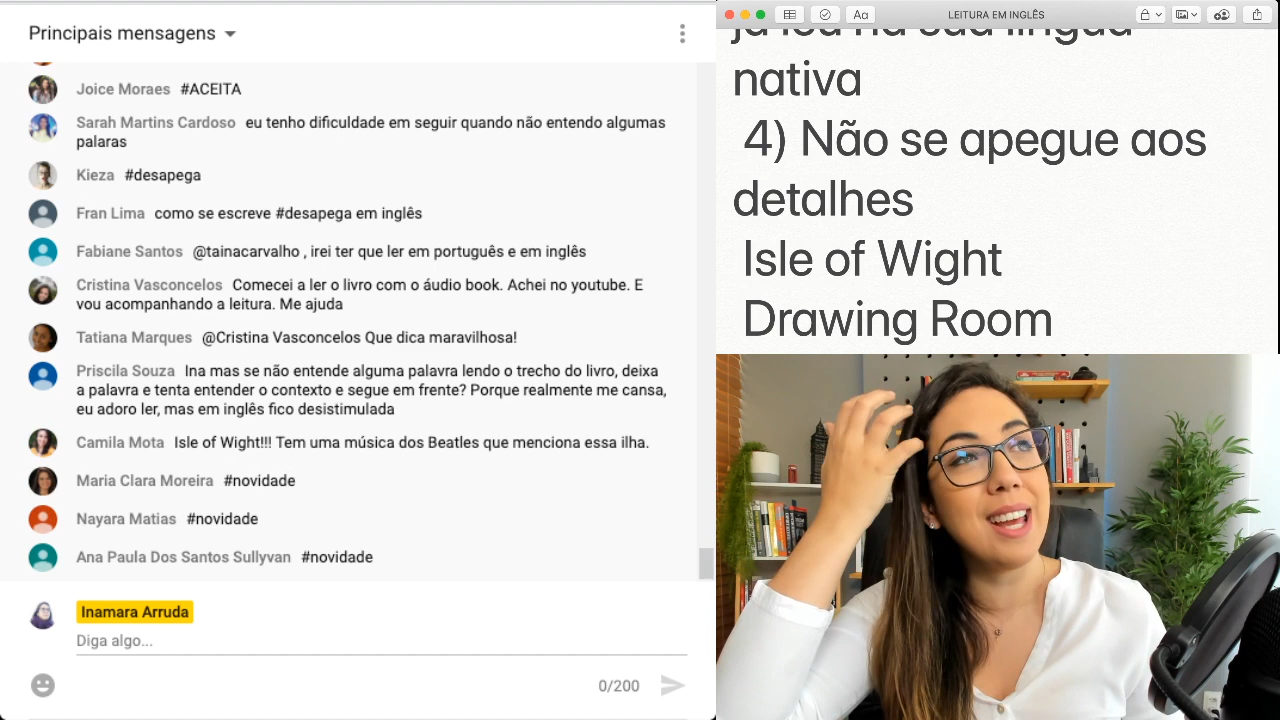 Principais mensagens
Joice Moraes #ACEITA
Sarah Martins Cardoso eu tenho dificuldade em seguir quando não entendo algumas
palaras
Kieza #desapega
Fran Lima como se escreve #desapega em inglês
Fabiane Santos @tainacarvalho , irei ter que ler em português e em inglês
Cristina Vasconcelos Comecei a ler o livro com o áudio book. Achei no youtube. E
vou acompanhando a leitura. Me ajuda
Tatiana Marques @Cristina Vasconcelos Que dica maravilhosa!
Priscila Souza Ina mas se não entende alguma palavra lendo o trecho do livro, deixa
a palavra e tenta entender o contexto e segue em frente? Porque realmente me cansa,
eu adoro ler, mas em inglês fico desistimulada
Camila Mota Isle of Wight!!! Tem uma música dos Beatles que menciona essa ilha.
Maria Clara Moreira #novidade
Nayara Matias #novidade
Ana Paula Dos Santos Sullyvan #novidade
Inamara Arruda
Diga algo...
0/200
Aa
LEITURA EM INGLÊS
já leu na sua língua
nativa
4) Não se apegue aos
detalhes
Isle of Wight
Drawing Room